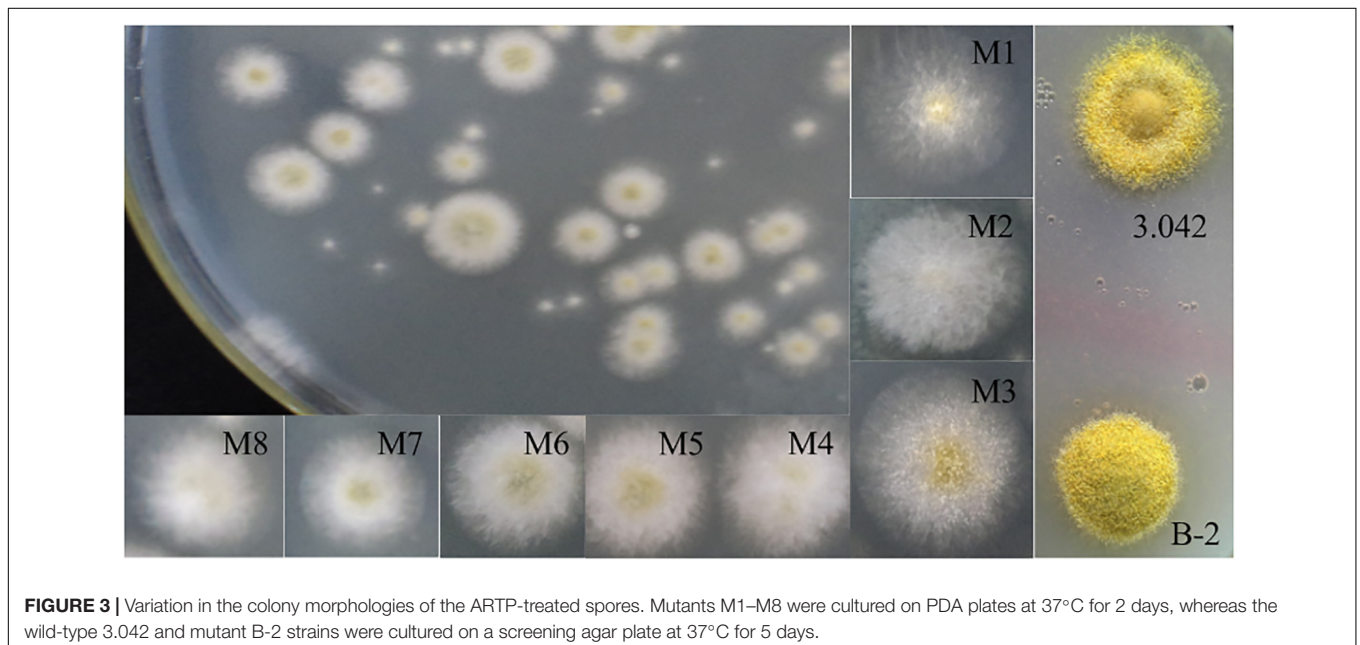 M1
3.042
M2
M3
M8
M7
M6
M5
M4
B-2
FIGURE 3 | Variation in the colony morphologies of the ARTP-treated spores. Mutants M1–M8 were cultured on PDA plates at 37°C for 2 days, whereas the
wild-type 3.042 and mutant B-2 strains were cultured on a screening agar plate at 37°C for 5 days.